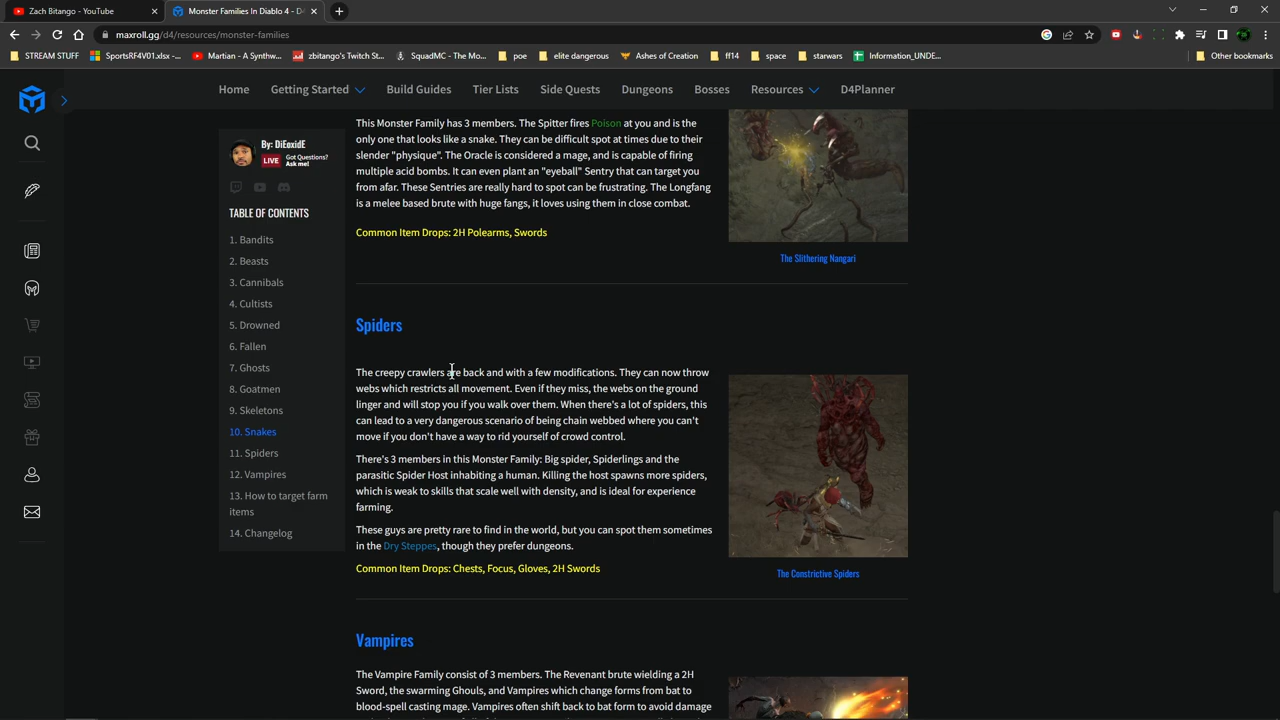 Zach Bitango - YouTube
Monster Families In Diablo 4 - D4
maxroll.gg/d4/resources/monster-families
STREAM STUFF
SportsRF4V01.xlsx -...
Martian - A Synthw...
zbitango's Twitch St...
SquadMC - The Mo...
poe
elite dangerous
Ashes of Creation
ff14
space
starwars
Information_UNDE...
Other bookmarks
Home
Getting Started
Build Guides
Tier Lists
Side Quests
Dungeons
Bosses
Resources
D4Planner
By: DiEoxidE
LIVE
Got Questions?
Ask me!
TABLE OF CONTENTS
1. Bandits
2. Beasts
3. Cannibals
4. Cultists
5. Drowned
6. Fallen
7. Ghosts
8. Goatmen
9. Skeletons
10. Snakes
11. Spiders
12. Vampires
13. How to target farm
items
14. Changelog
This Monster Family has 3 members. The Spitter fires Poison at you and is the
only one that looks like a snake. They can be difficult spot at times due to their
slender "physique". The Oracle is considered a mage, and is capable of firing
multiple acid bombs. It can even plant an "eyeball" Sentry that can target you
from afar. These Sentries are really hard to spot can be frustrating. The Longfang
is a melee based brute with huge fangs, it loves using them in close combat.
Common Item Drops: 2H Polearms, Swords
The Slithering Nangari
Spiders
The creepy crawlers are back and with a few modifications. They can now throw
webs which restricts all movement. Even if they miss, the webs on the ground
linger and will stop you if you walk over them. When there's a lot of spiders, this
can lead to a very dangerous scenario of being chain webbed where you can't
move if you don't have a way to rid yourself of crowd control.
There's 3 members in this Monster Family: Big spider, Spiderlings and the
parasitic Spider Host inhabiting a human. Killing the host spawns more spiders,
which is weak to skills that scale well with density, and is ideal for experience
farming.
These guys are pretty rare to find in the world, but you can spot them sometimes
in the Dry Steppes, though they prefer dungeons.
Common Item Drops: Chests, Focus, Gloves, 2H Swords
The Constrictive Spiders
Vampires
The Vampire Family consist of 3 members. The Revenant brute wielding a 2H
Sword, the swarming Ghouls, and Vampires which change forms from bat to
blood-spell casting mage. Vampires often shift back to bat form to avoid damage